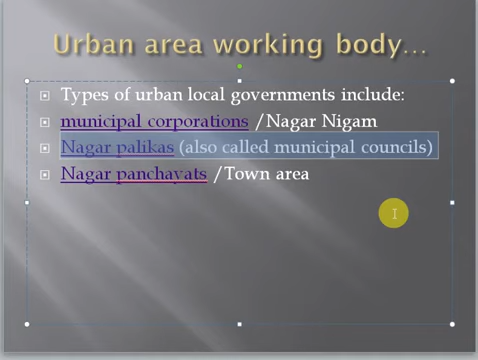 Urban area working body...
Types of urban local governments include:
municipal corporations /Nagar Nigam
Nagar palikas (also called municipal councils)
Nagar panchayats /Town area